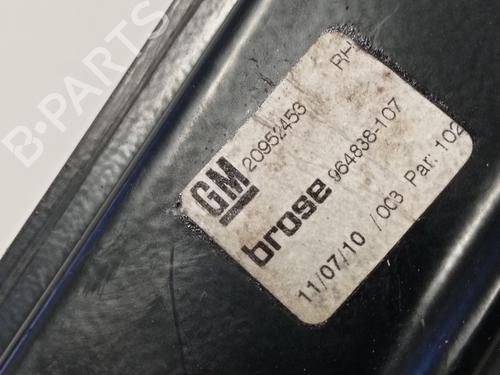 B-PARTS
GM 20952453 RH
brose 964838-107
11/07/10 /003 Par: 102